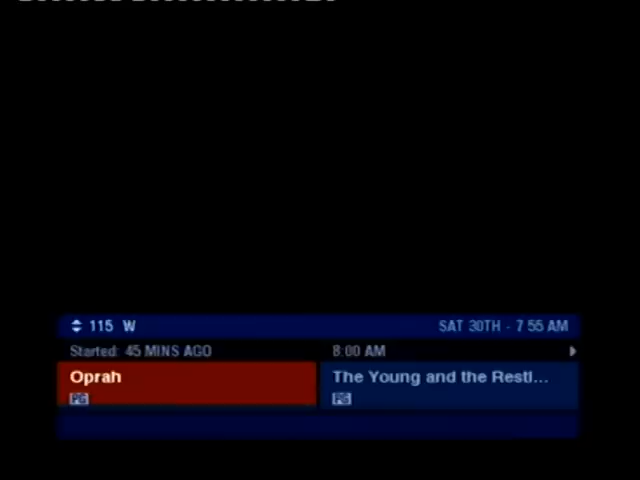 115 W
SAT 30TH - 7 55 AM
Started: 45 MINS AGO
8:00 AM
Oprah
The Young and the Restl...
PG
PG